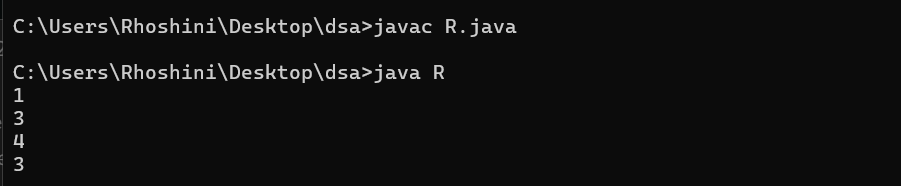 C:\Users\Rhoshini\Desktop\dsa>javac R.java
C:\Users\Rhoshini\Desktop\dsa>java R
1
3
4
3